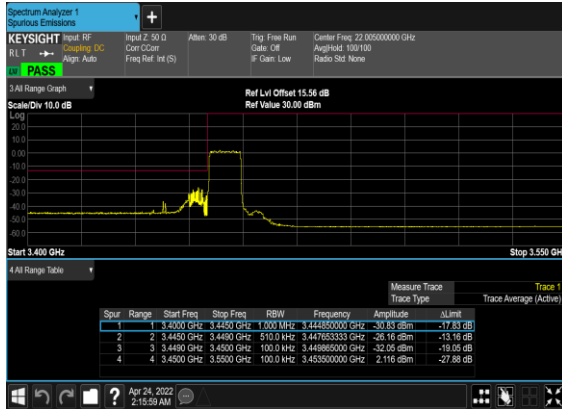 Spectrum Analyzer 1
Spurious Emissions
+
KEYSIGHT Input: RF Input Z: 50 Ω Atten: 30 dB Trig: Free Run Center Freq: 22.005000000 GHz
RLT Coupling: DC Corr CCorr Gate: Off Avg|Hold: 100/100
Align: Auto Freq Ref: Int (S) IF Gain: Low Radio Std: None
PASS
3 All Range Graph
Ref Lvl Offset 15.56 dB
Scale/Div 10.0 dB Ref Value 30.00 dBm
Log
20.0
10.0
0.00
-10.0
-20.0
-30.0
-40.0
-50.0
-60.0
Start 3.400 GHz Stop 3.550 GH
4 All Range Table
Measure Trace Trace 1
Trace Type Trace Average (Active)
Spur Range Start Freq Stop Freq RBW Frequency Amplitude ΔLimit
1 1 3.4000 GHz 3.4450 GHz 1.000 MHz 3.444850000 GHz -30.83 dBm -17.83 dB
2 2 3.4450 GHz 3.4490 GHz 510.0 kHz 3.447653333 GHz -26.16 dBm -13.16 dB
3 3 3.4490 GHz 3.4500 GHz 100.0 kHz 3.449865000 GHz -32.05 dBm -19.05 dB
4 4 3.4500 GHz 3.5500 GHz 100.0 kHz 3.453500000 GHz 2.116 dBm -27.88 dB
? Apr 24, 2022
2:15:59 AM